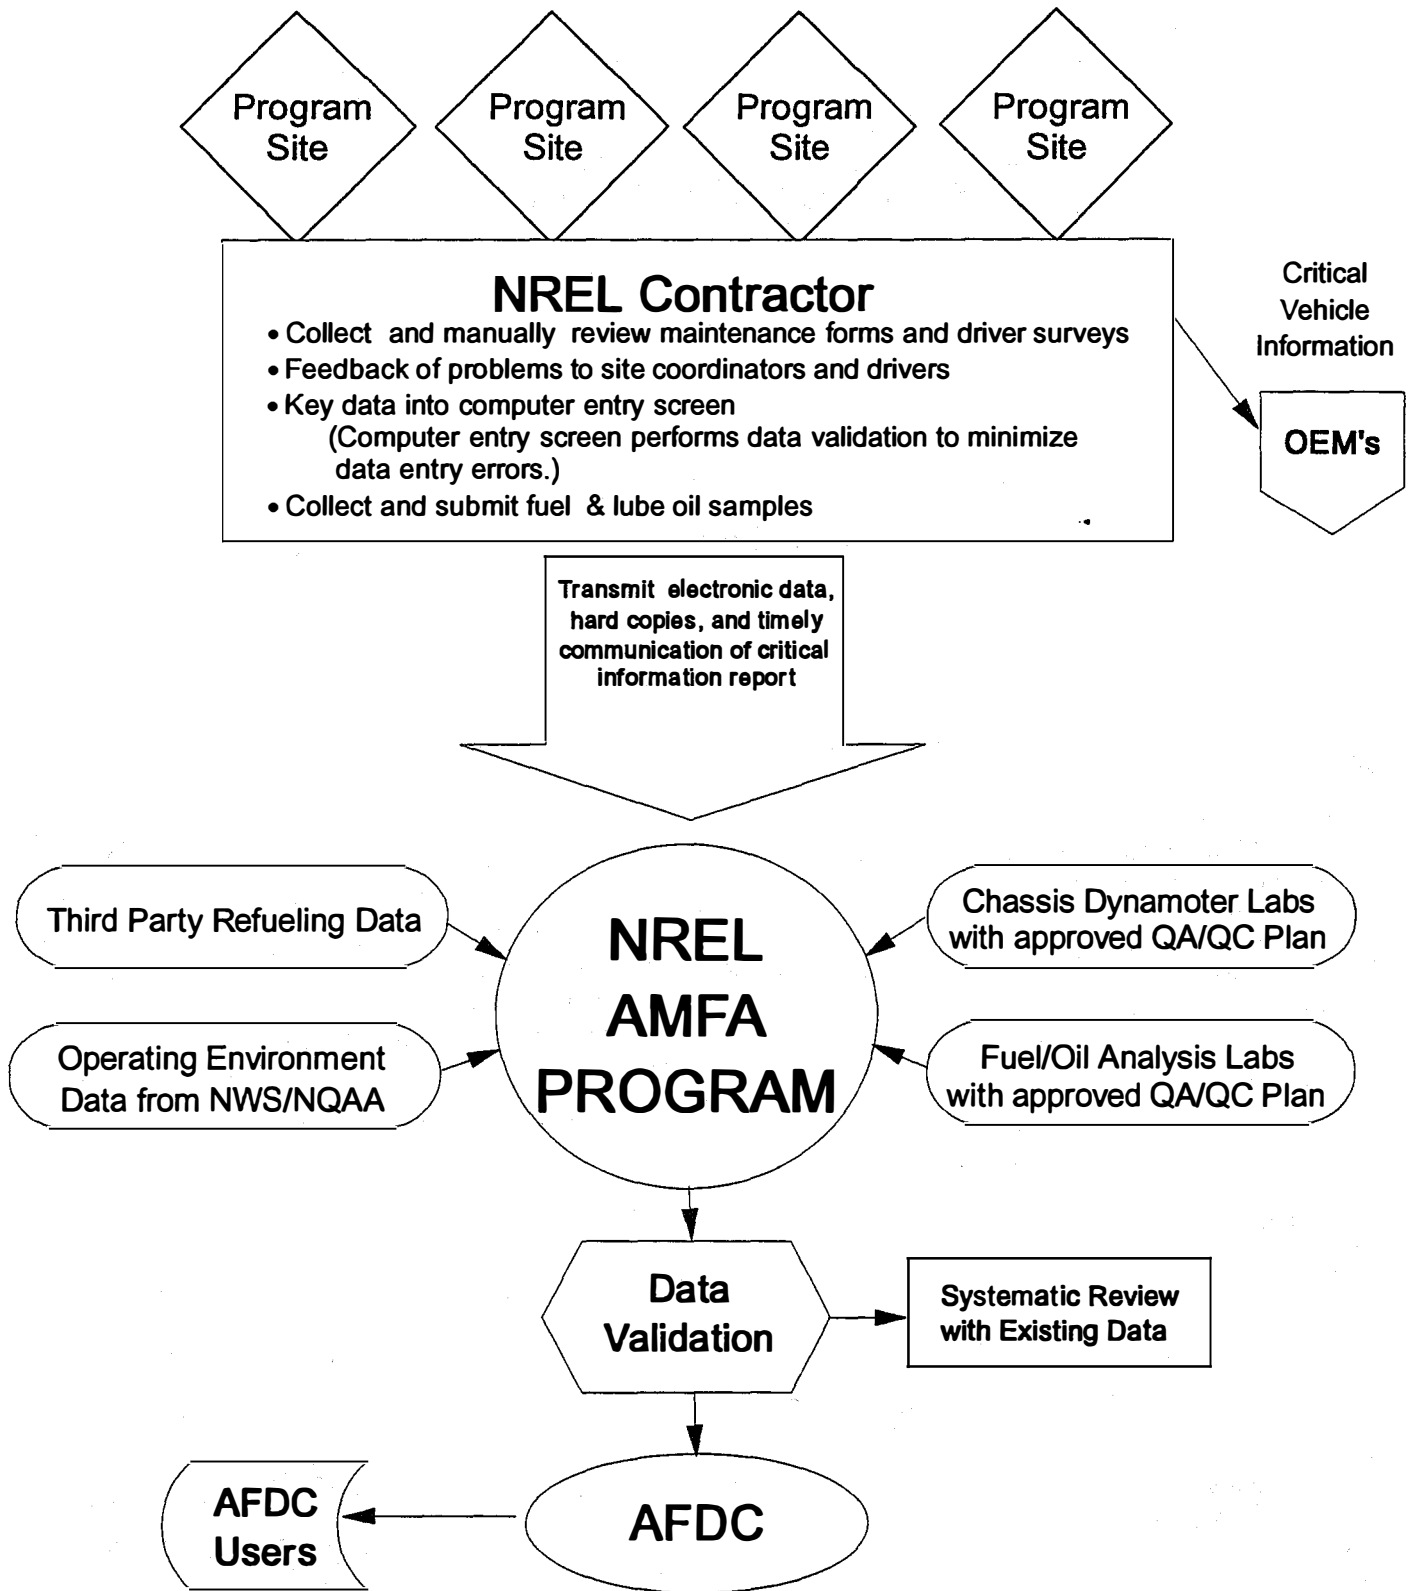 Program
Site
Program
Site
Program
Site
Program
Site
NREL Contractor
• Collect and manually review maintenance forms and driver surveys
• Feedback of problems to site coordinators and drivers
• Key data into computer entry screen
(Computer entry screen performs data validation to minimize
data entry errors.)
• Collect and submit fuel & lube oil samples
Critical
Vehicle
Information
OEM's
Transmit electronic data,
hard copies, and timely
communication of critical
information report
Third Party Refueling Data
Operating Environment
Data from NWS/NQAA
NREL
AMFA
PROGRAM
Chassis Dynamoter Labs
with approved QA/QC Plan
Fuel/Oil Analysis Labs
with approved QA/QC Plan
Data
Validation
Systematic Review
with Existing Data
AFDC
Users
AFDC